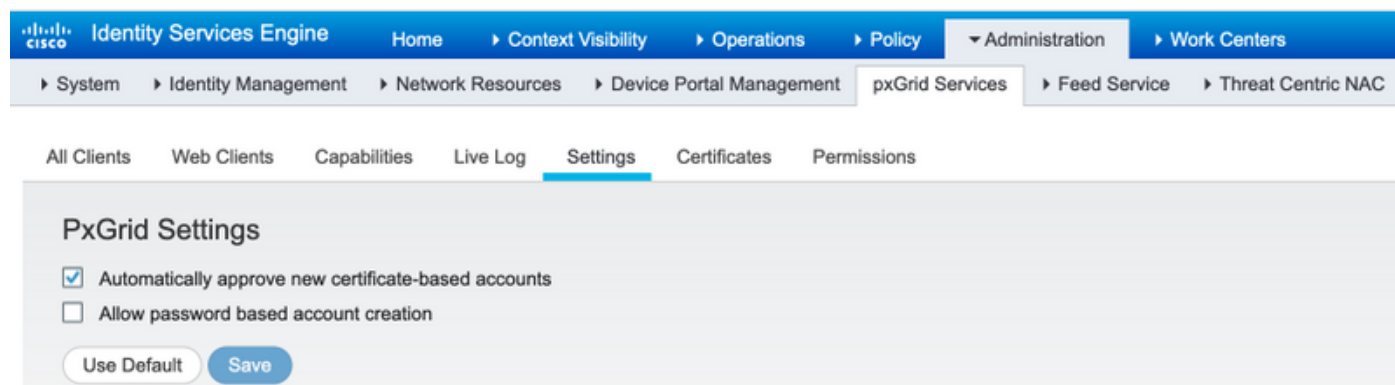 cisco Identity Services Engine Home Context Visibility Operations Policy Administration Work Centers
System Identity Management Network Resources Device Portal Management pxGrid Services Feed Service Threat Centric NAC
All Clients Web Clients Capabilities Live Log Settings Certificates Permissions
PxGrid Settings
Automatically approve new certificate-based accounts
Allow password based account creation
Use Default Save